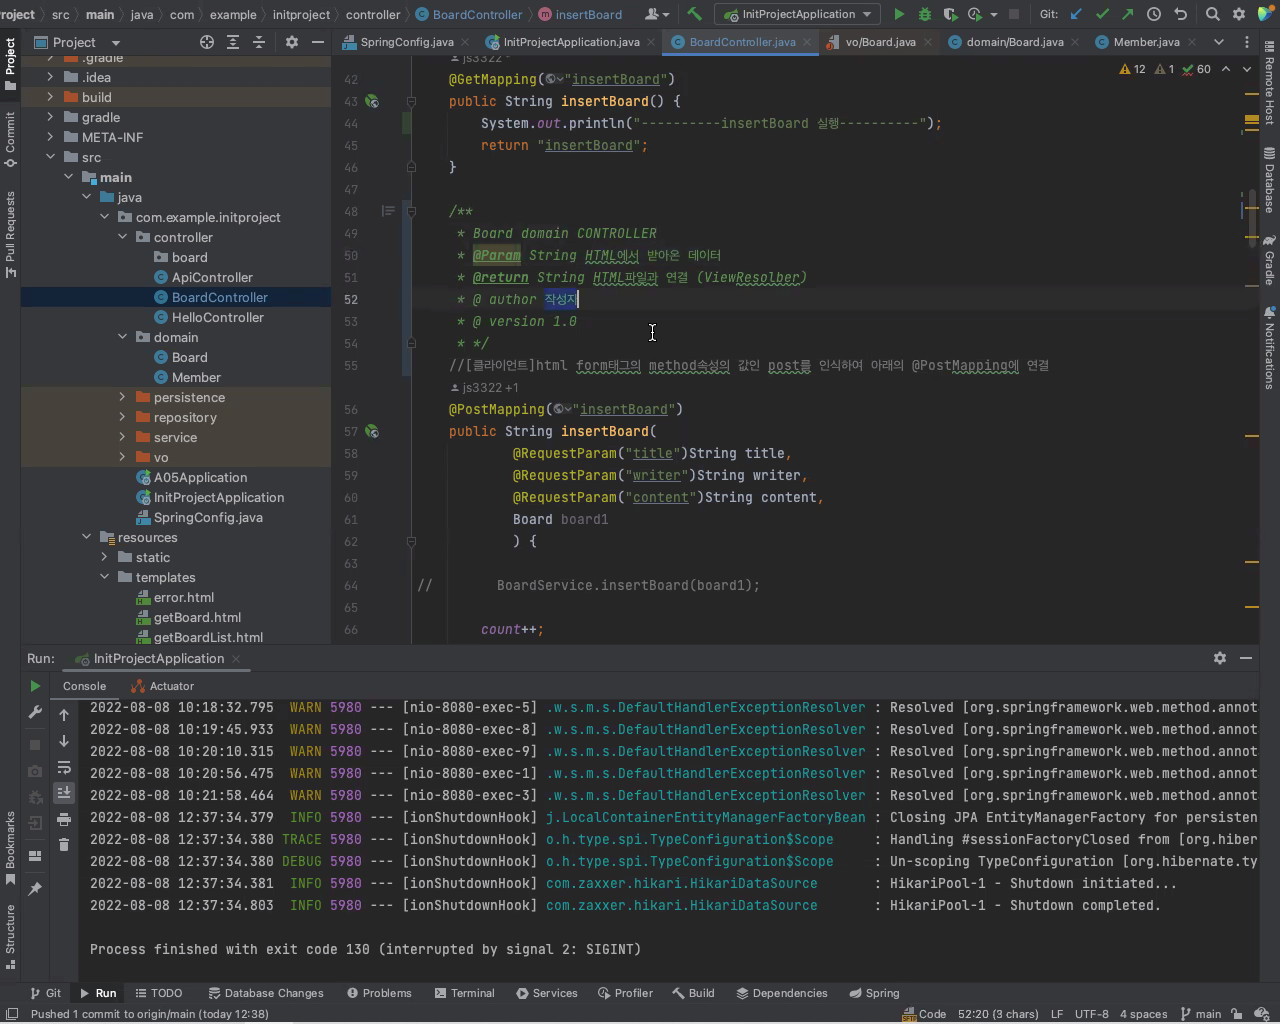 Project src main java com example initproject controller BoardController insertBoard InitProjectApplication Git:
Project
SpringConfig.java InitProjectApplication.java BoardController.java vo/Board.java domain/Board.java Member.java
.gradle
.idea
build
gradle
META-INF
src
main
java
com.example.initproject
controller
board
ApiController
BoardController
HelloController
domain
Board
Member
persistence
repository
service
vo
A05Application
InitProjectApplication
SpringConfig.java
resources
static
templates
error.html
getBoard.html
getBoardList.html
Project
Commit
Pull Requests
Bookmarks
Structure
js3322
12 1 60
42 @GetMapping("insertBoard")
43 public String insertBoard() {
44 System.out.println("----------insertBoard 실행----------");
45 return "insertBoard";
46 }
47
48 /**
49 * Board domain CONTROLLER
50 * @Param String HTML에서 받아온 데이터
51 * @return String HTML파일과 연결 (ViewResolber)
52 * @ author 작성자
53 * @ version 1.0
54 * */
55 //[클라이언트]html form태그의 method속성의 값인 post를 인식하여 아래의 @PostMapping에 연결
js3322 +1
56 @PostMapping("insertBoard")
57 public String insertBoard(
58 @RequestParam("title")String title,
59 @RequestParam("writer")String writer,
60 @RequestParam("content")String content,
61 Board board1
62 ) {
63
64 // BoardService.insertBoard(board1);
65
66 count++;
Remote Host
Database
Gradle
Notifications
Run: InitProjectApplication
Console Actuator
2022-08-08 10:18:32.795 WARN 5980 --- [nio-8080-exec-5] .w.s.m.s.DefaultHandlerExceptionResolver : Resolved [org.springframework.web.method.annot
2022-08-08 10:19:45.933 WARN 5980 --- [nio-8080-exec-8] .w.s.m.s.DefaultHandlerExceptionResolver : Resolved [org.springframework.web.method.annot
2022-08-08 10:20:10.315 WARN 5980 --- [nio-8080-exec-9] .w.s.m.s.DefaultHandlerExceptionResolver : Resolved [org.springframework.web.method.annot
2022-08-08 10:20:56.475 WARN 5980 --- [nio-8080-exec-1] .w.s.m.s.DefaultHandlerExceptionResolver : Resolved [org.springframework.web.method.annot
2022-08-08 10:21:58.464 WARN 5980 --- [nio-8080-exec-3] .w.s.m.s.DefaultHandlerExceptionResolver : Resolved [org.springframework.web.method.annot
2022-08-08 12:37:34.379 INFO 5980 --- [ionShutdownHook] j.LocalContainerEntityManagerFactoryBean : Closing JPA EntityManagerFactory for persisten
2022-08-08 12:37:34.380 TRACE 5980 --- [ionShutdownHook] o.h.type.spi.TypeConfiguration$Scope : Handling #sessionFactoryClosed from [org.hiber
2022-08-08 12:37:34.380 DEBUG 5980 --- [ionShutdownHook] o.h.type.spi.TypeConfiguration$Scope : Un-scoping TypeConfiguration [org.hibernate.ty
2022-08-08 12:37:34.381 INFO 5980 --- [ionShutdownHook] com.zaxxer.hikari.HikariDataSource : HikariPool-1 - Shutdown initiated...
2022-08-08 12:37:34.803 INFO 5980 --- [ionShutdownHook] com.zaxxer.hikari.HikariDataSource : HikariPool-1 - Shutdown completed.
Process finished with exit code 130 (interrupted by signal 2: SIGINT)
Git Run TODO Database Changes Problems Terminal Services Profiler Build Dependencies Spring
Pushed 1 commit to origin/main (today 12:38) Code 52:20 (3 chars) LF UTF-8 4 spaces main